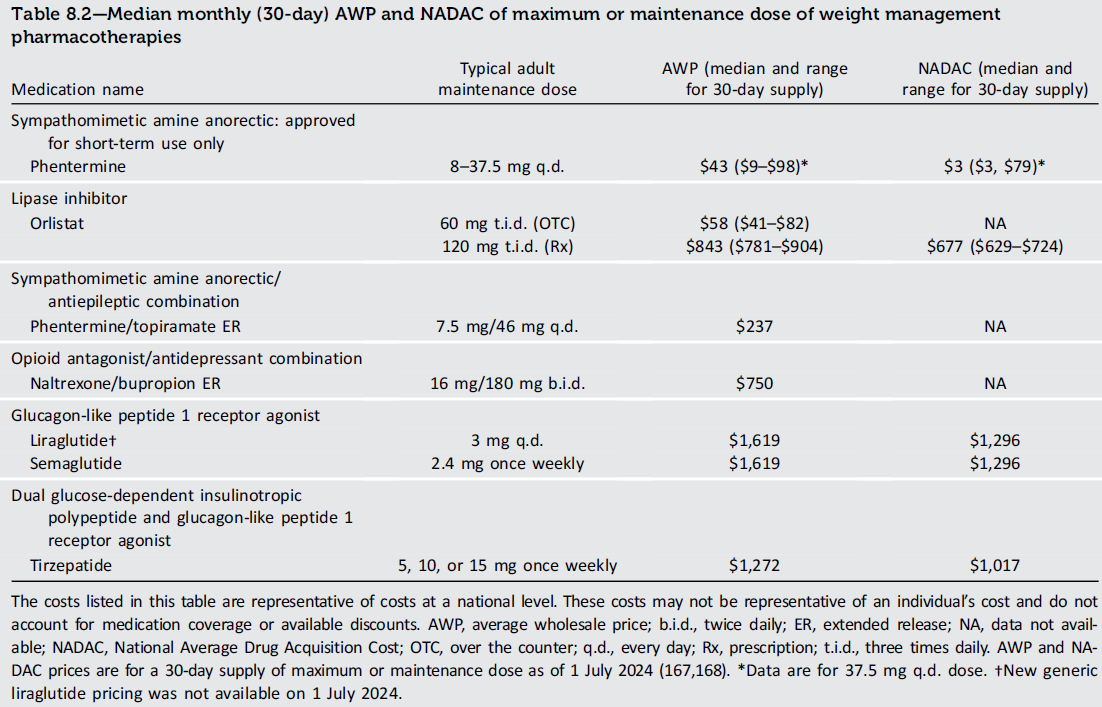 Table 8.2—Median monthly (30-day) AWP and NADAC of maximum or maintenance dose of weight management
pharmacotherapies
Medication name
Typical adult
maintenance dose
AWP (median and range
for 30-day supply)
NADAC (median and
range for 30-day supply)
Sympathomimetic amine anorectic: approved
for short-term use only
Phentermine 8–37.5 mg q.d. $43 ($9–$98)* $3 ($3, $79)*
Lipase inhibitor
Orlistat 60 mg t.i.d. (OTC) $58 ($41–$82) NA
120 mg t.i.d. (Rx) $843 ($781–$904) $677 ($629–$724)
Sympathomimetic amine anorectic/
antiepileptic combination
Phentermine/topiramate ER 7.5 mg/46 mg q.d. $237 NA
Opioid antagonist/antidepressant combination
Naltrexone/bupropion ER 16 mg/180 mg b.i.d. $750 NA
Glucagon-like peptide 1 receptor agonist
Liraglutide† 3 mg q.d. $1,619 $1,296
Semaglutide 2.4 mg once weekly $1,619 $1,296
Dual glucose-dependent insulinotropic
polypeptide and glucagon-like peptide 1
receptor agonist
Tirzepatide 5, 10, or 15 mg once weekly $1,272 $1,017
The costs listed in this table are representative of costs at a national level. These costs may not be representative of an individual's cost and do not
account for medication coverage or available discounts. AWP, average wholesale price; b.i.d., twice daily; ER, extended release; NA, data not avail-
able; NADAC, National Average Drug Acquisition Cost; OTC, over the counter; q.d., every day; Rx, prescription; t.i.d., three times daily. AWP and NA-
DAC prices are for a 30-day supply of maximum or maintenance dose as of 1 July 2024 (167,168). *Data are for 37.5 mg q.d. dose. †New generic
liraglutide pricing was not available on 1 July 2024.